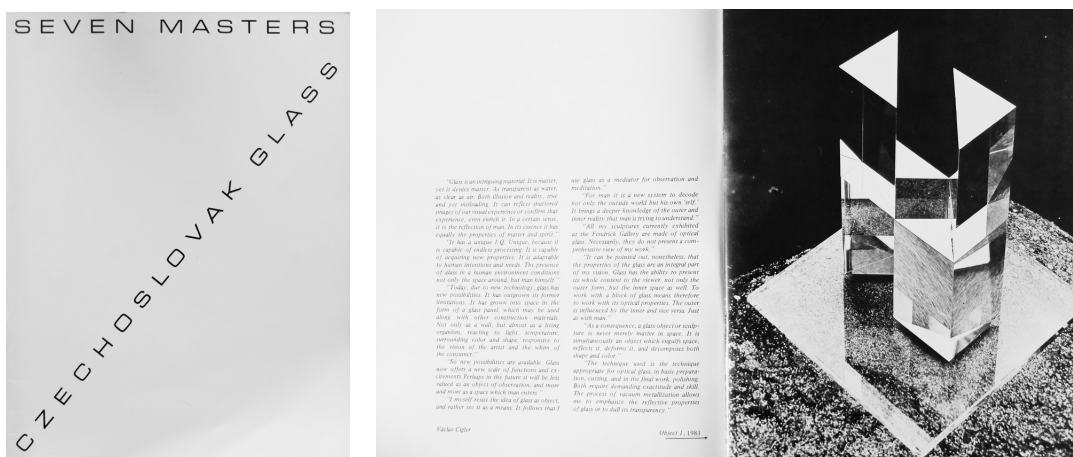 SEVEN MASTERS
CZECHOSLOVAK GLASS
"Glass is an intriguing material. It is matter,
yet it denies matter. As transparent as water,
as clear as air. Both illusion and reality, true
and yet misleading. It can reflect shattered
images of our visual experience or confirm that
experience, even enrich it. In a certain sense,
it is the reflection of man. In its essence it has
equally the properties of matter and spirit."
"It has a unique I.Q. Unique, because it
is capable of endless processing. It is capable
of acquiring new properties. It is adaptable
to human intentions and needs. The presence
of glass in a human environment conditions
not only the space around, but man himself."
"Today, due to new technology, glass has
new possibilities. It has outgrown its former
limitations. It has grown into space in the
form of a glass panel, which may be used
along with other construction materials.
Not only as a wall, but almost as a living
organism, reacting to light, temperature,
surrounding color and shape, responsive to
the vision of the artist and the whim of
the consumer."
"So new possibilities are available. Glass
now offers a new scale of functions and ex-
citements. Perhaps in the future it will be less
valued as an object of observation, and more
and more as a space which man enters."
"I myself resist the idea of glass as object,
and rather see it as a means. It follows that I
use glass as a mediator for observation and
meditation."
"For man it is a new system to decode
not only the outside world but his own 'self.'
It brings a deeper knowledge of the outer and
inner reality that man is trying to understand."
"All my sculptures currently exhibited
at the Fendrick Gallery are made of optical
glass. Necessarily, they do not present a com-
prehensive view of my work."
"It can be pointed out, nonetheless, that
the properties of the glass are an integral part
of my vision. Glass has the ability to present
its whole content to the viewer, not only the
outer form, but the inner space as well. To
work with a block of glass means therefore
to work with its optical properties. The outer
is influenced by the inner and vice versa. Just
as with man."
"As a consequence, a glass object or sculp-
ture is never merely matter in space. It is
simultaneously an object which engulfs space,
reflects it, deforms it, and decomposes both
shape and color."
"The technique used is the technique
appropriate for optical glass, in basic prepara-
tion, cutting, and in the final work, polishing.
Both require demanding exactitude and skill.
The process of vacuum metallization allows
me to emphasize the reflective properties
of glass or to dull its transparency."
Václav Cigler
Object 1, 1981